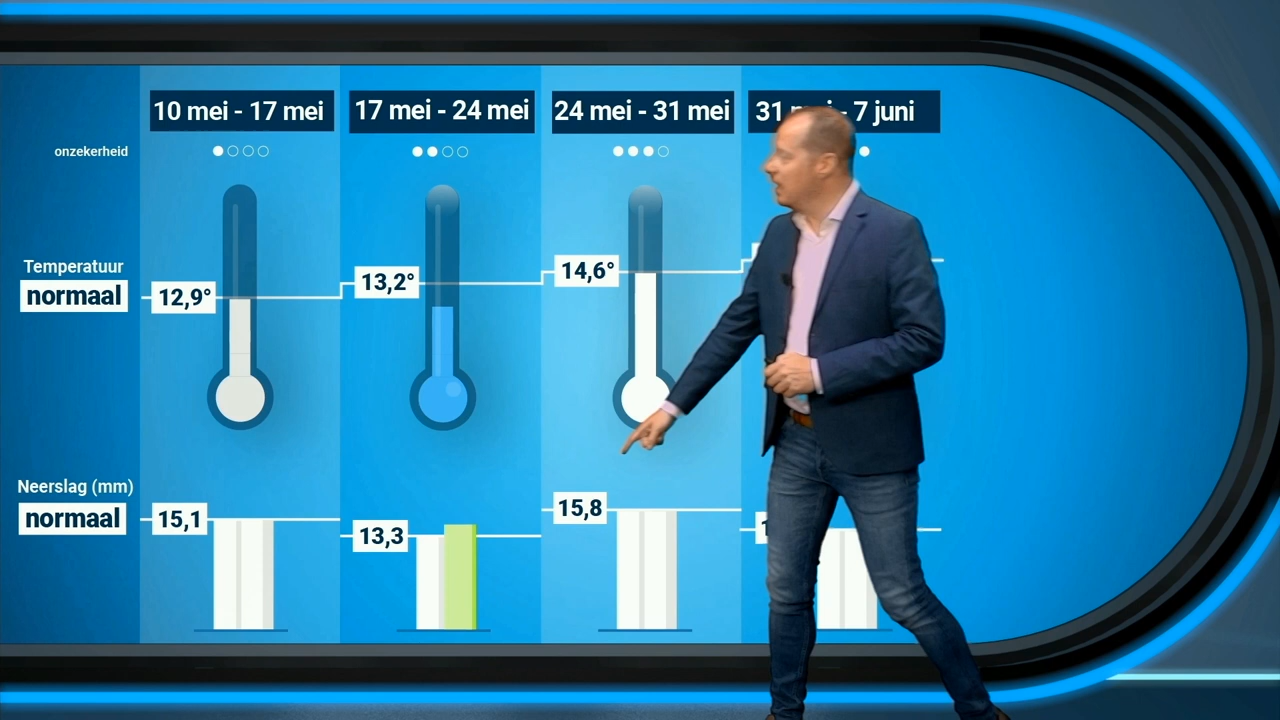 10 mei - 17 mei
17 mei - 24 mei
24 mei - 31 mei
31 - 7 juni
onzekerheid
Temperatuur
normaal
12,9°
13,2°
14,6°
Neerslag (mm)
normaal
15,1
13,3
15,8